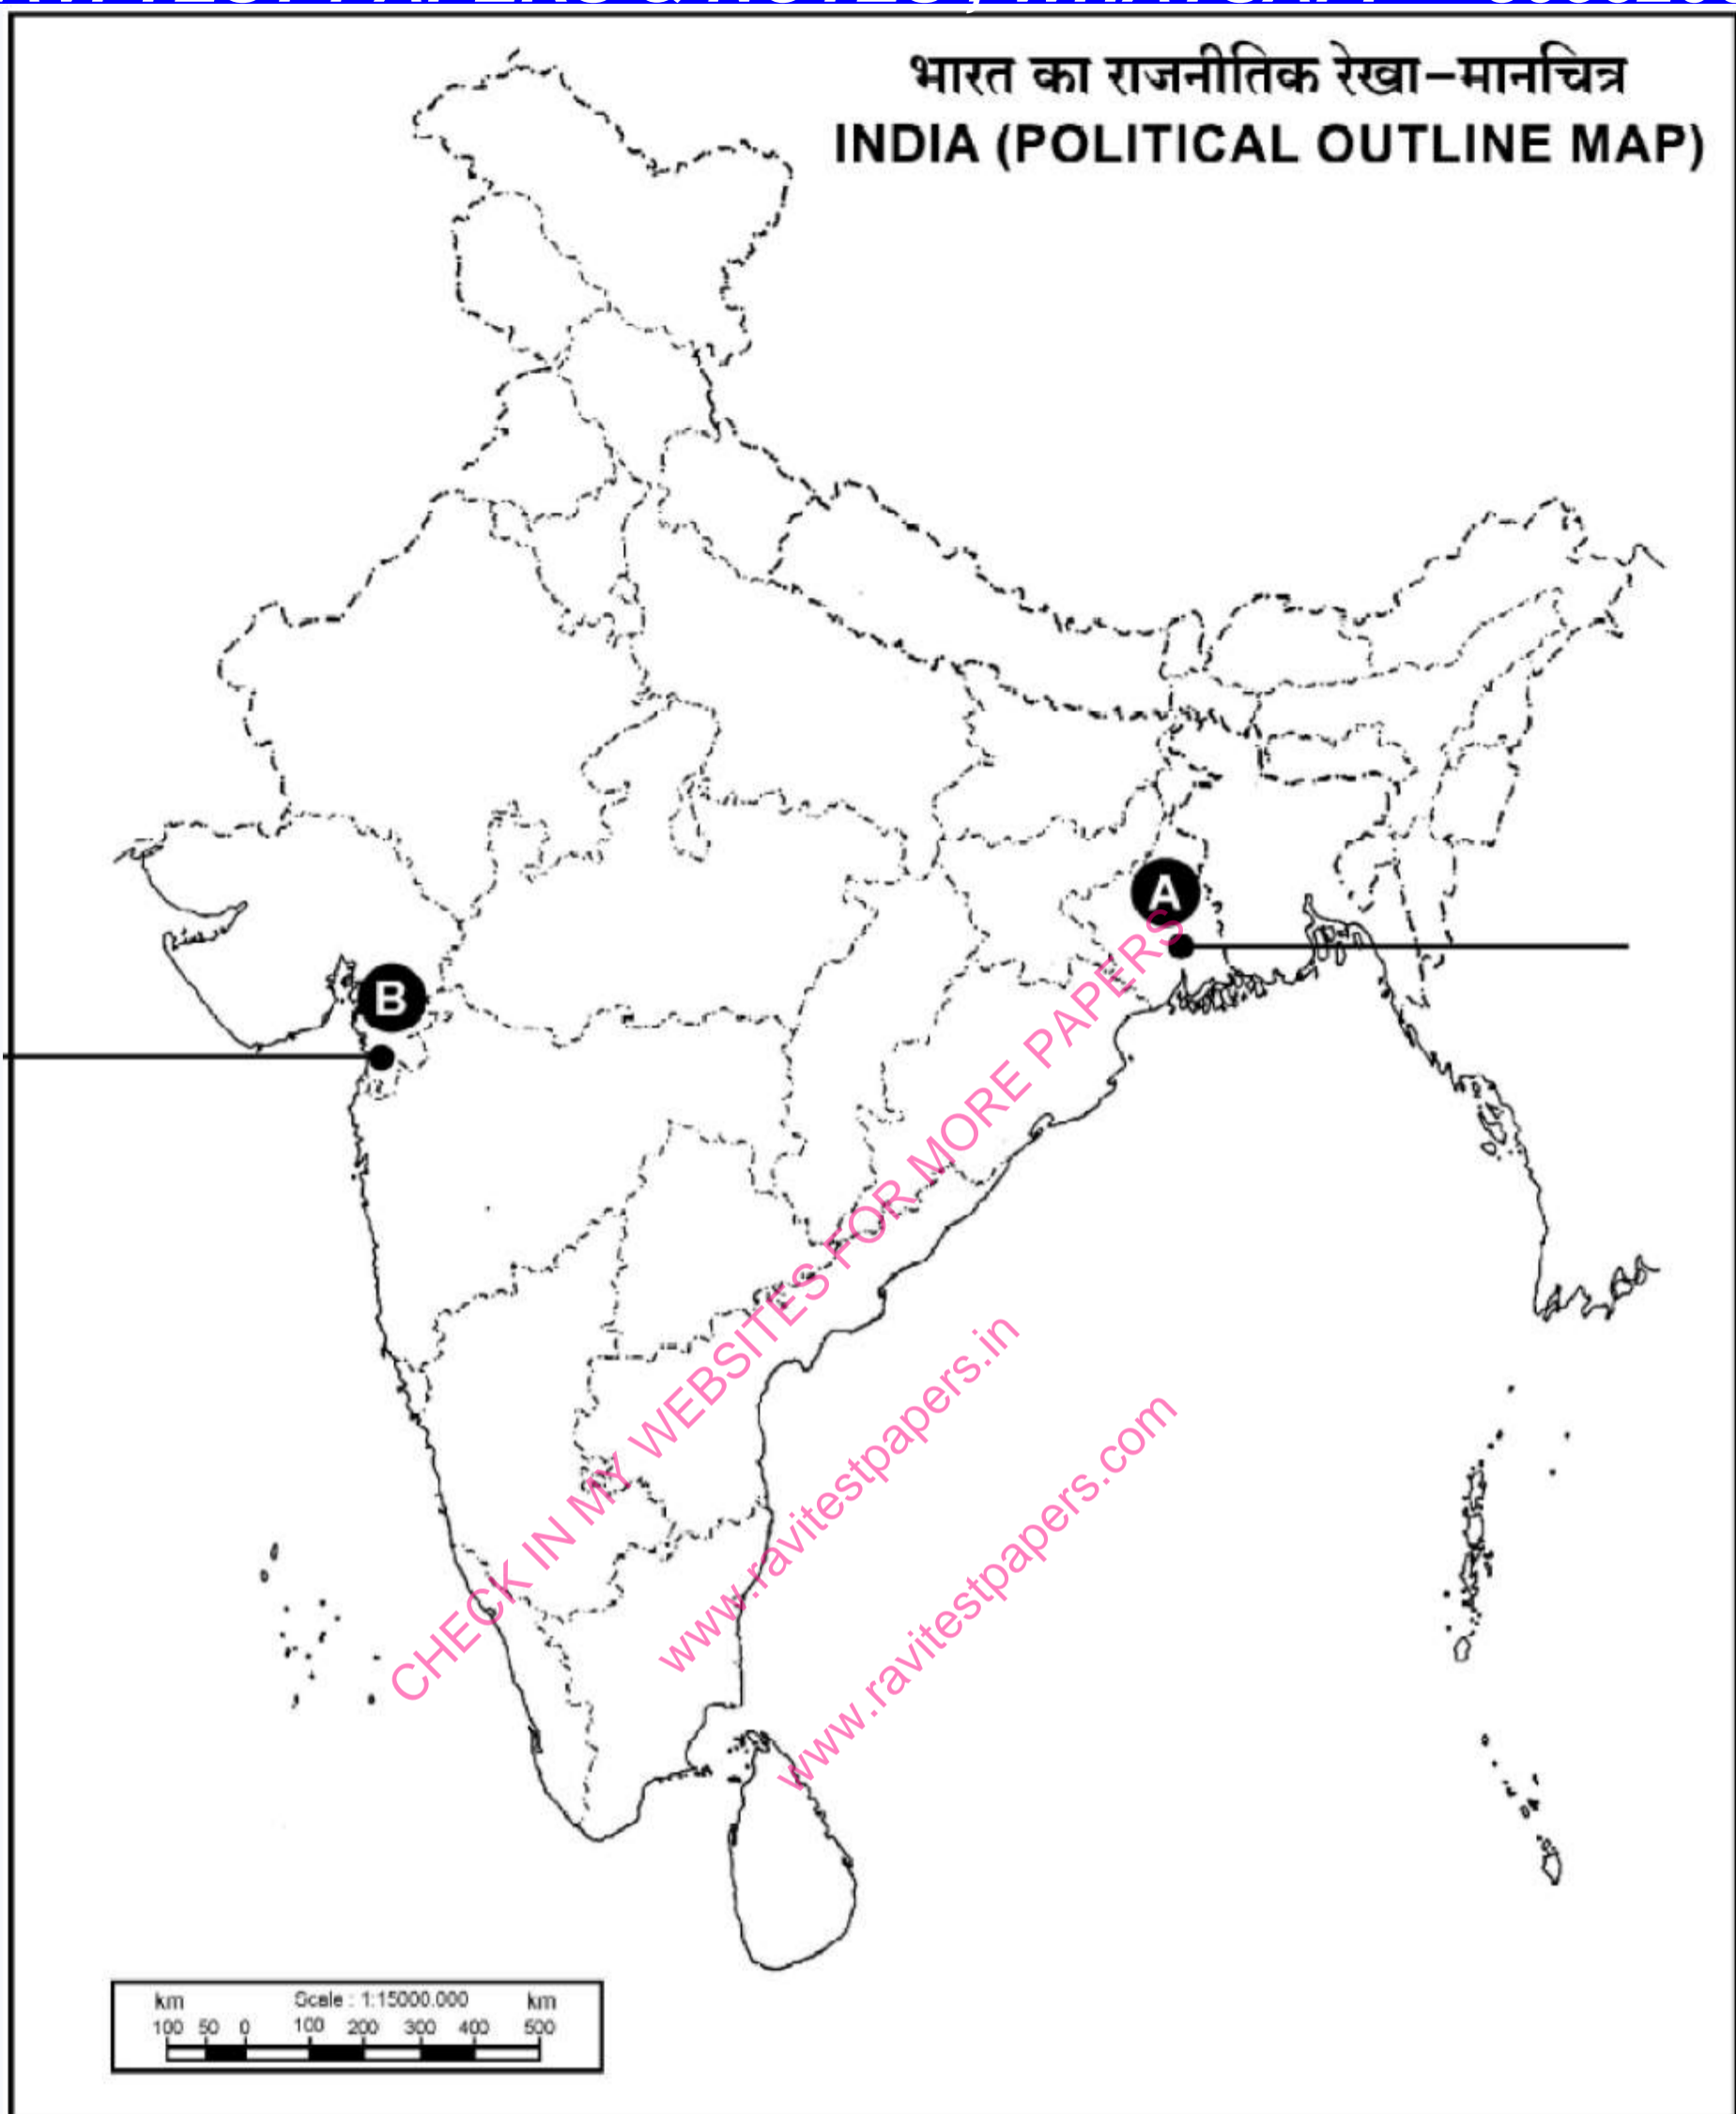 भारत का राजनीतिक रेखा-मानचित्र
INDIA (POLITICAL OUTLINE MAP)
A
B
CHECK IN MY WEBSITES FOR MORE PAPERS
www.ravitestpapers.in
www.ravitestpapers.com
km Scale : 1:15000.000 km
100 50 0 100 200 300 400 500